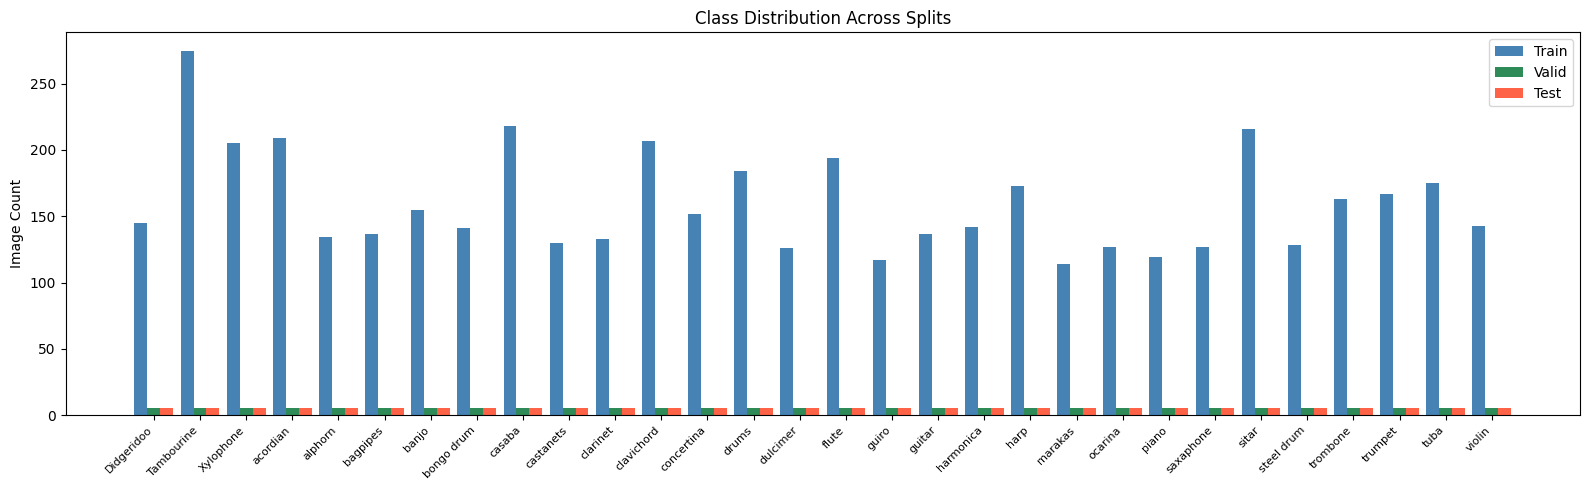 Class Distribution Across Splits
Train
Valid
Test
Image Count
250
200
150
100
50
0
Didgeridoo
Tambourine
Xylophone
acordian
alphorn
bagpipes
banjo
bongo drum
casaba
castanets
clarinet
clavichord
concertina
drums
dulcimer
flute
guiro
guitar
harmonica
harp
marakas
ocarina
piano
saxaphone
sitar
steel drum
trombone
trumpet
tuba
violin